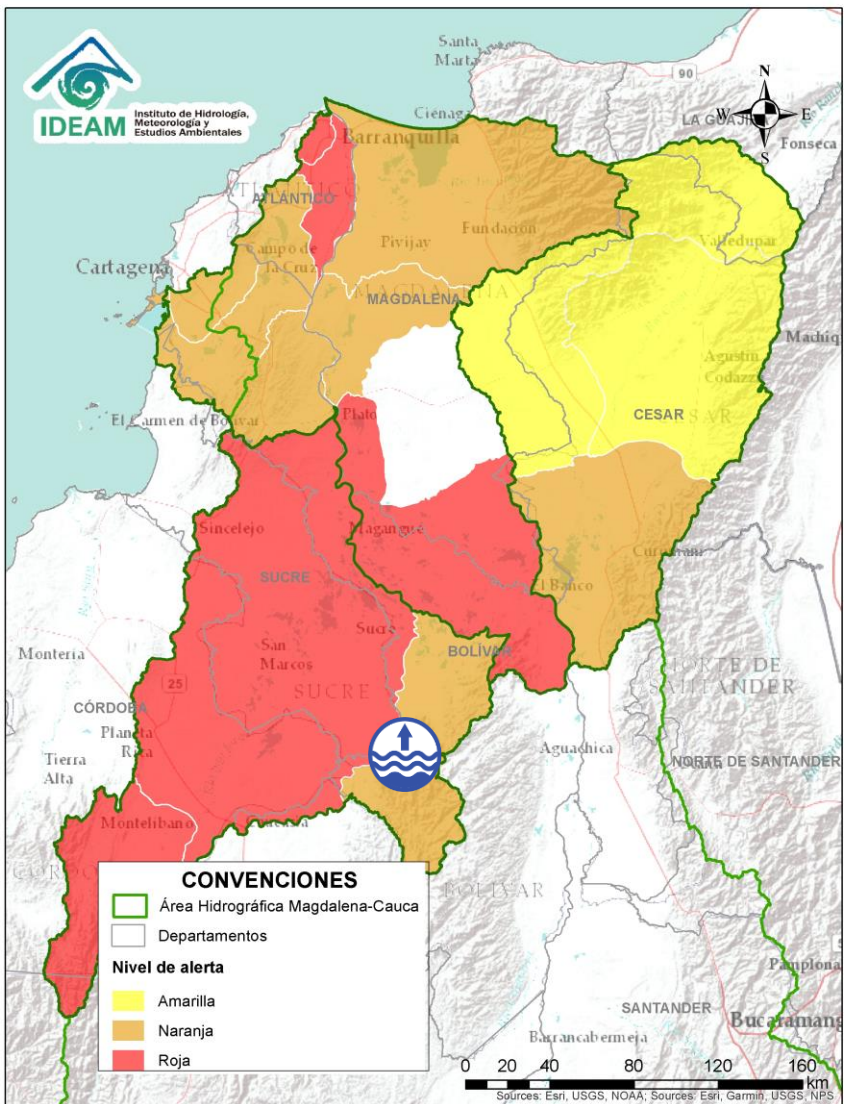 IDEAM
Instituto de Hidrología,
Meteorología y
Estudios Ambientales
Santa
Marta
90
N
W
E
S
Ciénaga
LA GUAJI
Fonseca
Barranquilla
ATLÁNTICO
Valledupar
Fundación
Pivijay
Campo de
la Cruz
Cartagena
MAGDALENA
Machiq
Agustín
Codazzi
CESAR
El Carmen de Bolívar
Plato
Sincelejo
Magangué
Curumaní
SUCRE
El Banco
Sucre
San
Marcos
BOLÍVAR
Montería
NORTE DE
SANTANDER
SUCRE
25
CÓRDOBA
Planeta
Rica
Aguachica
Tierra
Alta
NORTE DE SANTANDER
Montelíbano
Caucasia
BOLÍVAR
CONVENCIONES
Área Hidrográfica Magdalena-Cauca
Departamentos
Nivel de alerta
Amarilla
Naranja
Roja
Pamplona
SANTANDER
Bucaramang
Barrancabermeja
0 20 40 80 120 160
km
Sources: Esri, USGS, NOAA; Sources: Esri, Garmin, USGS, NPS